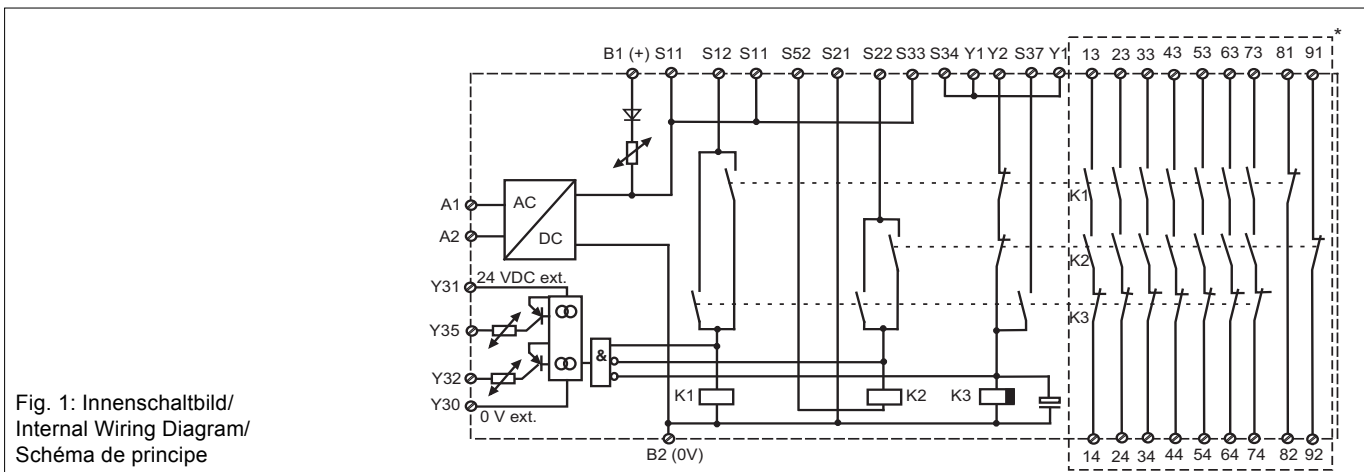 *
B1 (+) S11 S12 S11 S52 S21 S22 S33 S34 Y1 Y2 S37 Y1 13 23 33 43 53 63 73 81 91
K1
A1
AC
A2
DC
K2
Y31
24 VDC ext.
K3
Y35
&
Y32
K1
K2
K3
Y30
0 V ext.
B2 (0V)
14 24 34 44 54 64 74 82 92
Fig. 1: Innenschaltbild/
Internal Wiring Diagram/
Schéma de principe